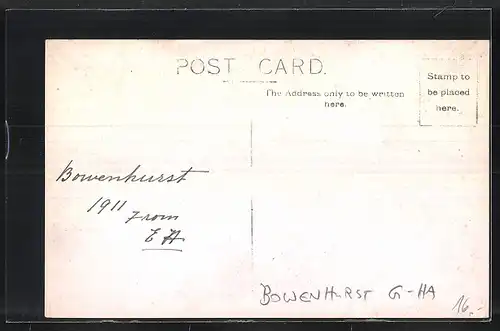 POST CARD.
The Address only to be written
here.
Stamp to
be placed
here.
Bowenhurst
1911
From
E A
BOWENHURST G-HA
16,-